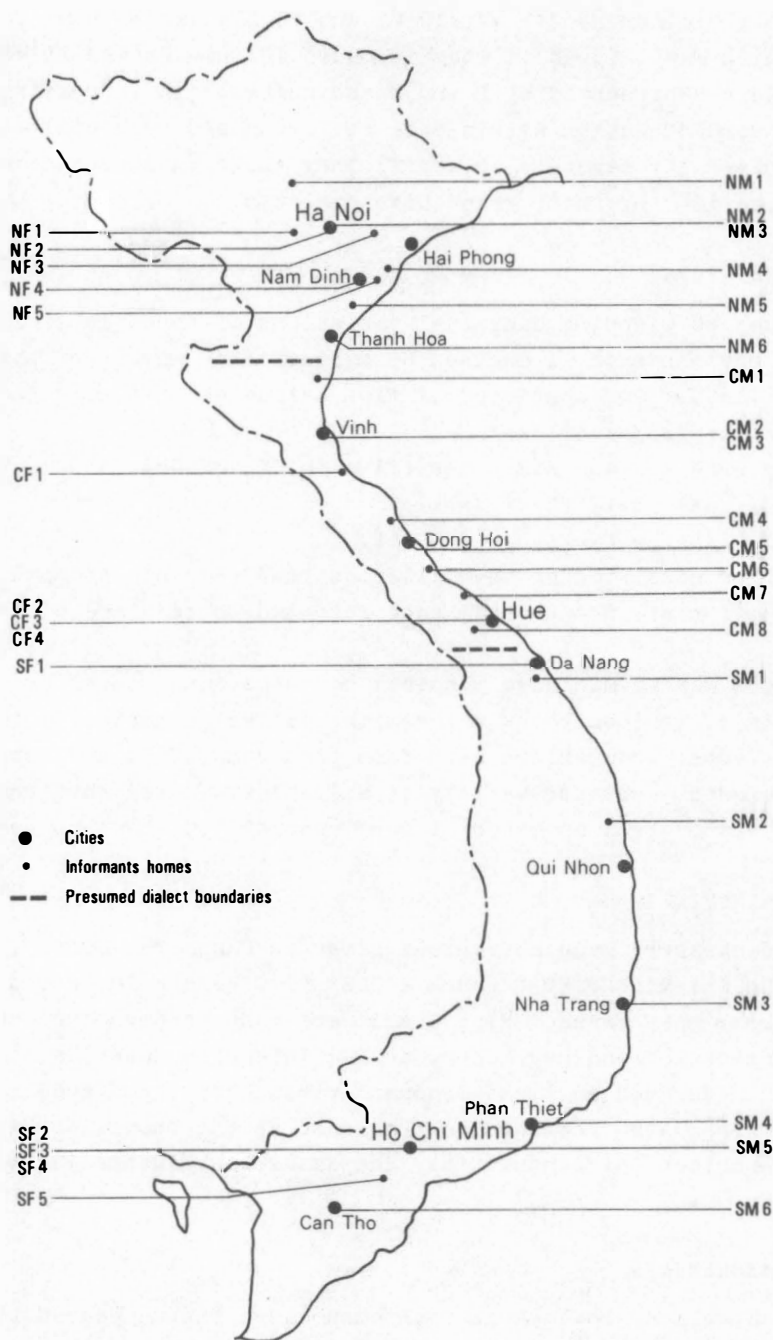 NM1
Ha Noi
NM2
NF1
NM3
NF2
Hai Phong
NF3
NM4
Nam Dinh
NF4
NM5
NF5
Thanh Hoa
NM6
CM1
Vinh
CM2
CM3
CF1
CM4
Dong Hoi
CM5
CM6
CM7
CF2
Hue
CF3
CM8
CF4
SF1
Da Nang
SM1
SM2
Cities
Qui Nhon
Informants homes
Presumed dialect boundaries
Nha Trang
SM3
Phan Thiet
SM4
SF2
Ho Chi Minh
SF3
SM5
SF4
SF5
Can Tho
SM6